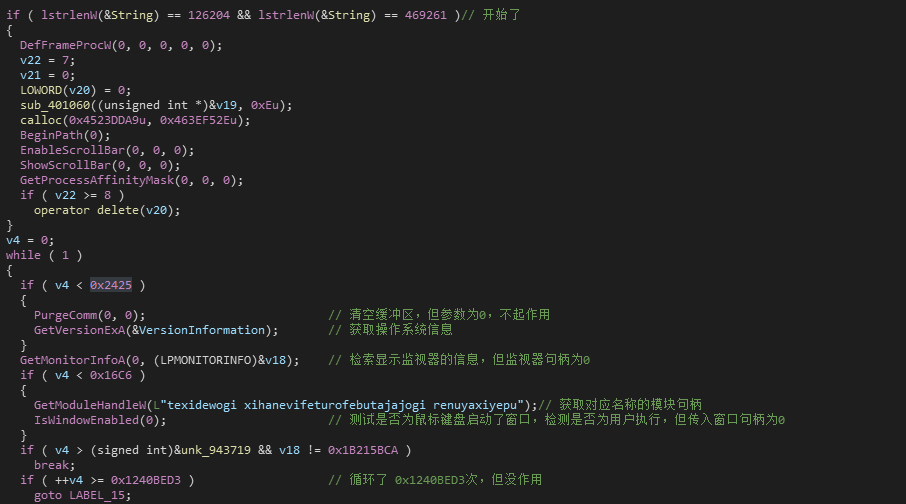 if ( lstrlenW(&String) == 126204 && lstrlenW(&String) == 469261 )// 开始了
{
DefFrameProcW(0, 0, 0, 0, 0);
v22 = 7;
v21 = 0;
LOWORD(v20) = 0;
sub_401060((unsigned int *)&v19, 0xEu);
calloc(0x4523DDA9u, 0x463EF52Eu);
BeginPath(0);
EnableScrollBar(0, 0, 0);
ShowScrollBar(0, 0, 0);
GetProcessAffinityMask(0, 0, 0);
if ( v22 >= 8 )
operator delete(v20);
}
v4 = 0;
while ( 1 )
{
if ( v4 < 0x2425 )
{
PurgeComm(0, 0); // 清空缓冲区，但参数为0，不起作用
GetVersionExA(&VersionInformation); // 获取操作系统信息
}
GetMonitorInfoA(0, (LPMONITORINFO)&v18); // 检索显示监视器的信息，但监视器句柄为0
if ( v4 < 0x16C6 )
{
GetModuleHandleW(L"texidewogi xihanevifeturofebutajajogi renuyaxiyepu");// 获取对应名称的模块句柄
IsWindowEnabled(0); // 测试是否为鼠标键盘启动了窗口，检测是否为用户执行，但传入窗口句柄为0
}
if ( v4 > (signed int)&unk_943719 && v18 != 0x1B215BCA )
break;
if ( ++v4 >= 0x1240BED3 ) // 循环了 0x1240BED3次，但没作用
goto LABEL_15;